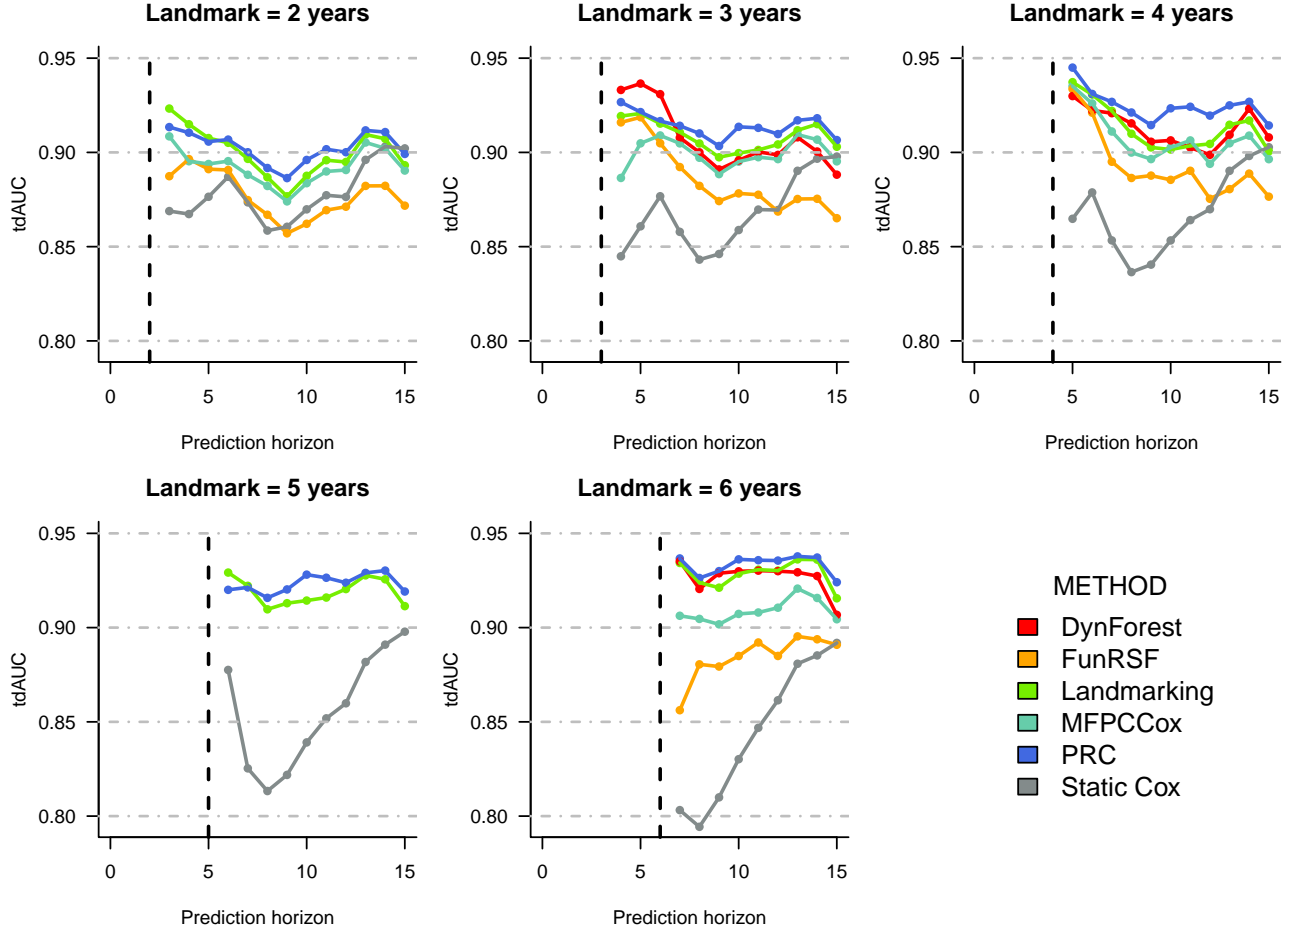 Landmark = 2 years
tdAUC
0.95
0.90
0.85
0.80
0 5 10 15
Prediction horizon
Landmark = 3 years
tdAUC
0.95
0.90
0.85
0.80
0 5 10 15
Prediction horizon
Landmark = 4 years
tdAUC
0.95
0.90
0.85
0.80
0 5 10 15
Prediction horizon
Landmark = 5 years
tdAUC
0.95
0.90
0.85
0.80
0 5 10 15
Prediction horizon
Landmark = 6 years
tdAUC
0.95
0.90
0.85
0.80
0 5 10 15
Prediction horizon
METHOD
DynForest
FunRSF
Landmarking
MFPCCox
PRC
Static Cox